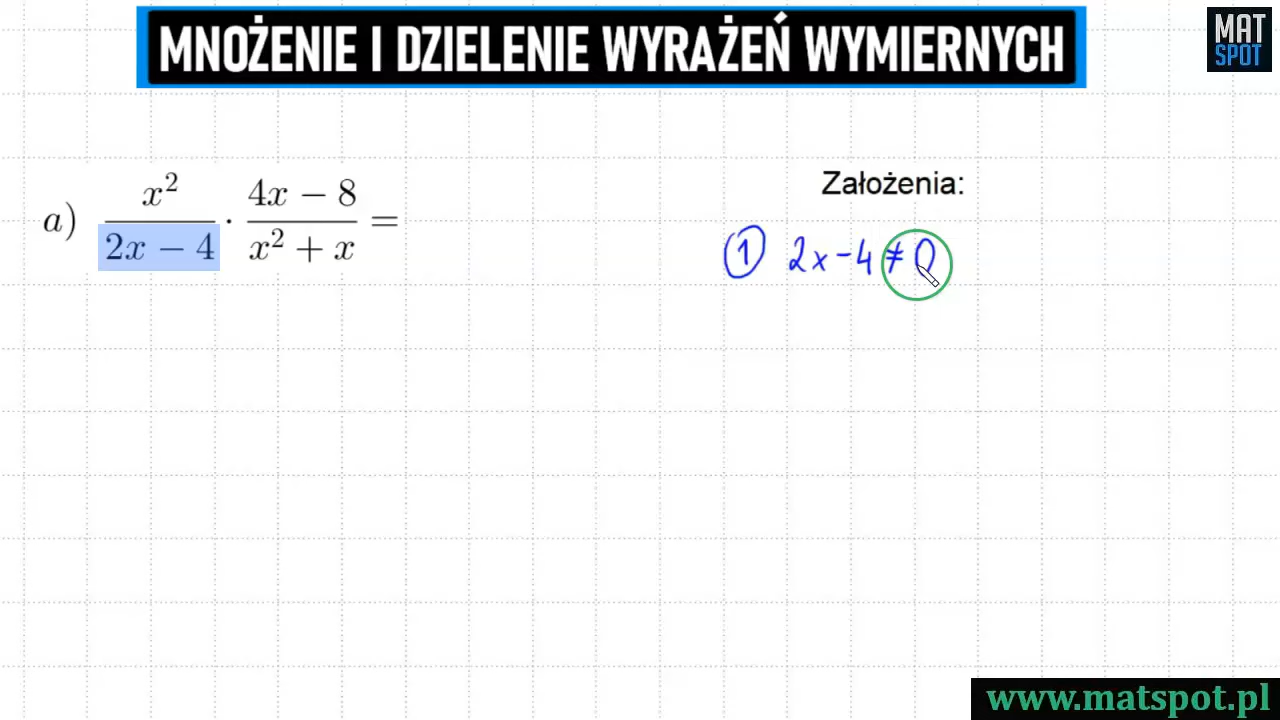 MNOŻENIE I DZIELENIE WYRAŻEŃ WYMIERNYCH
MAT
SPOT
a) x² / (2x − 4) · (4x − 8) / (x² + x) =
Założenia:
① 2x − 4 ≠ 0
www.matspot.pl